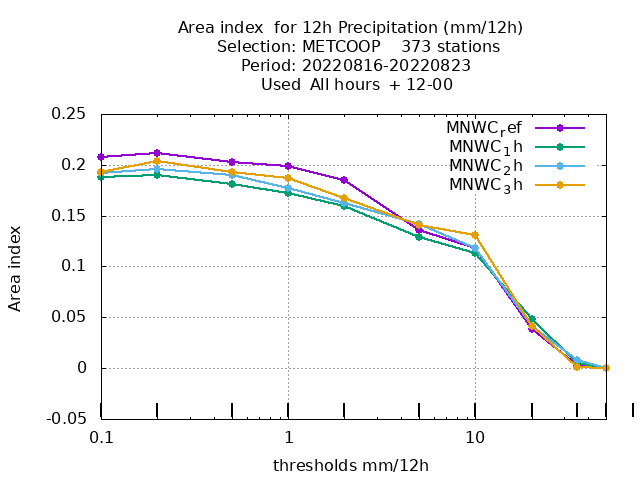 Area index  for 12h Precipitation (mm/12h)
Selection: METCOOP    373 stations
Period: 20220816-20220823
Used  All hours  + 12-00
0.25
0.2
0.15
0.1
0.05
0
-0.05
Area index
MNWC_ref
MNWC_1h
MNWC_2h
MNWC_3h
0.1
1
10
thresholds mm/12h